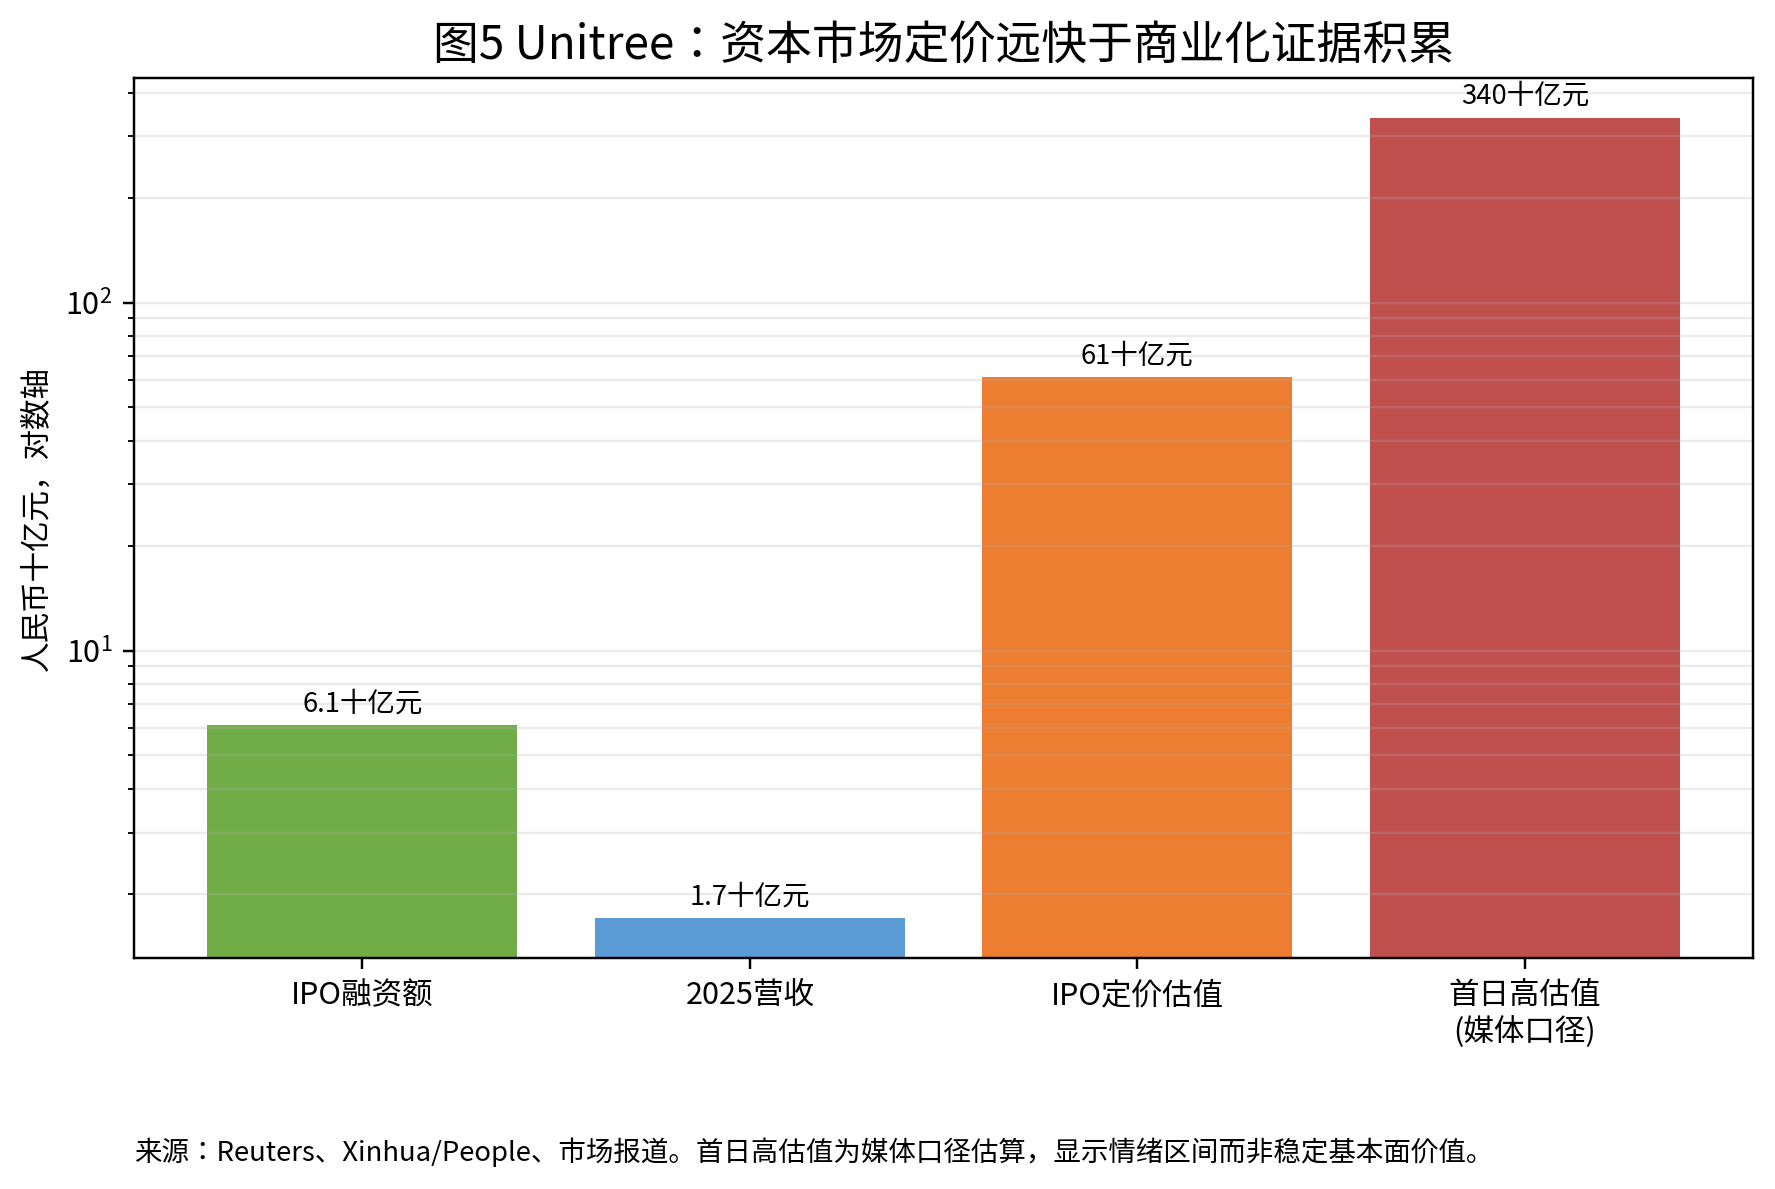 图5 Unitree：资本市场定价远快于商业化证据积累
人民币十亿元，对数轴
10²
10¹
6.1十亿元
1.7十亿元
61十亿元
340十亿元
IPO融资额
2025营收
IPO定价估值
首日高估值
(媒体口径)
来源：Reuters、Xinhua/People、市场报道。首日高估值为媒体口径估算，显示情绪区间而非稳定基本面价值。